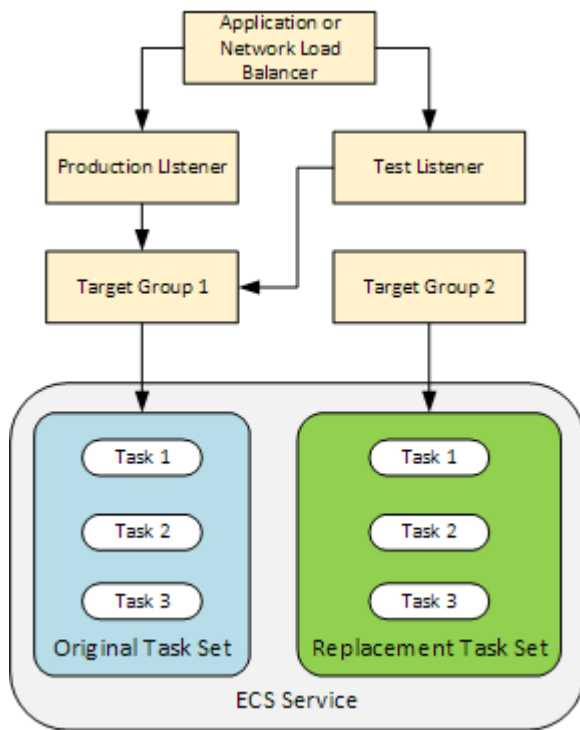 Application or
Network Load
Balancer
Production Listener
Test Listener
Target Group 1
Target Group 2
Task 1
Task 2
Task 3
Original Task Set
Task 1
Task 2
Task 3
Replacement Task Set
ECS Service